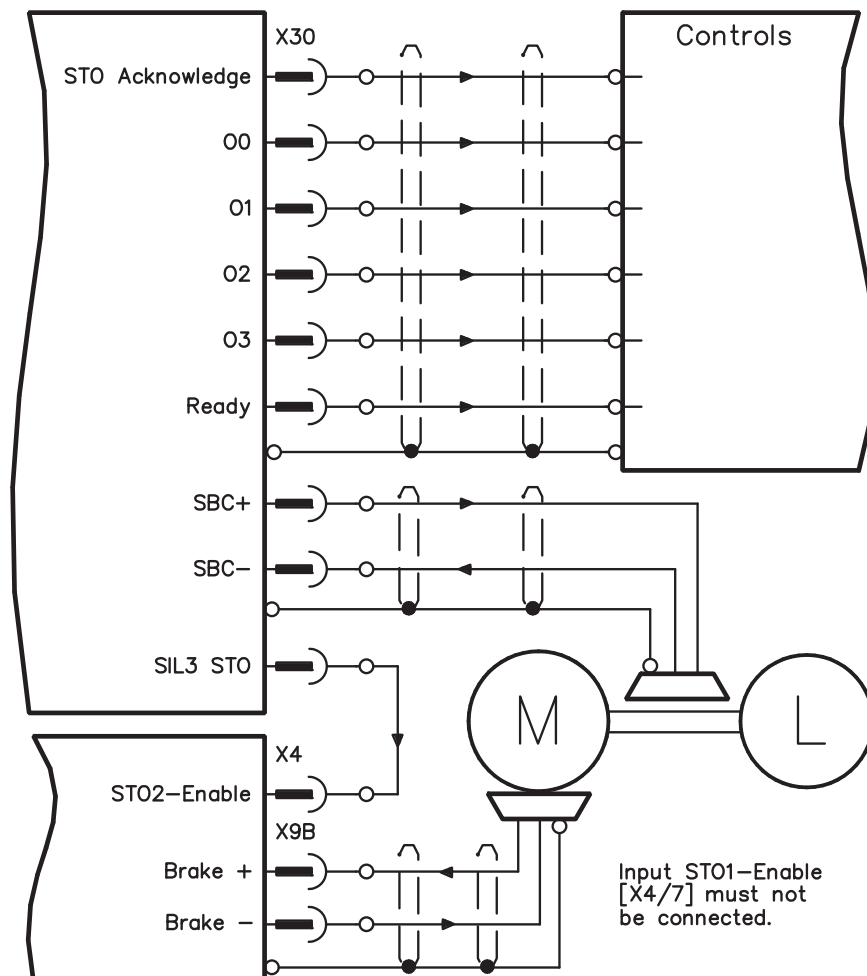 X30
Controls
STO Acknowledge
O0
O1
O2
O3
Ready
SBC+
SBC-
SIL3 STO
M
L
X4
STO2-Enable
X9B
Brake +
Brake -
Input STO1-Enable
[X4/7] must not
be connected.